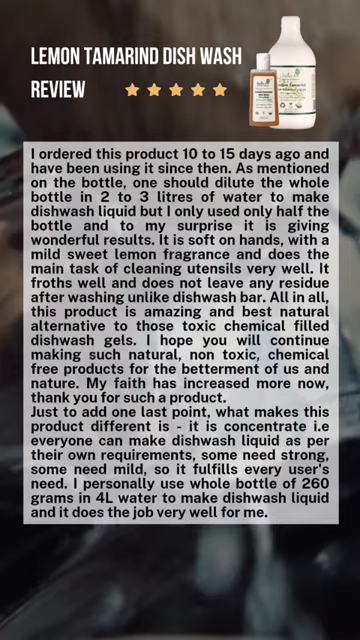 LEMON TAMARIND DISH WASH
REVIEW
I ordered this product 10 to 15 days ago and
have been using it since then. As mentioned
on the bottle, one should dilute the whole
bottle in 2 to 3 litres of water to make
dishwash liquid but I only used only half the
bottle and to my surprise it is giving
wonderful results. It is soft on hands, with a
mild sweet lemon fragrance and does the
main task of cleaning utensils very well. It
froths well and does not leave any residue
after washing unlike dishwash bar. All in all,
this product is amazing and best natural
alternative to those toxic chemical filled
dishwash gels. I hope you will continue
making such natural, non toxic, chemical
free products for the betterment of us and
nature. My faith has increased more now,
thank you for such a product.
Just to add one last point, what makes this
product different is - it is concentrate i.e
everyone can make dishwash liquid as per
their own requirements, some need strong,
some need mild, so it fulfills every user's
need. I personally use whole bottle of 260
grams in 4L water to make dishwash liquid
and it does the job very well for me.